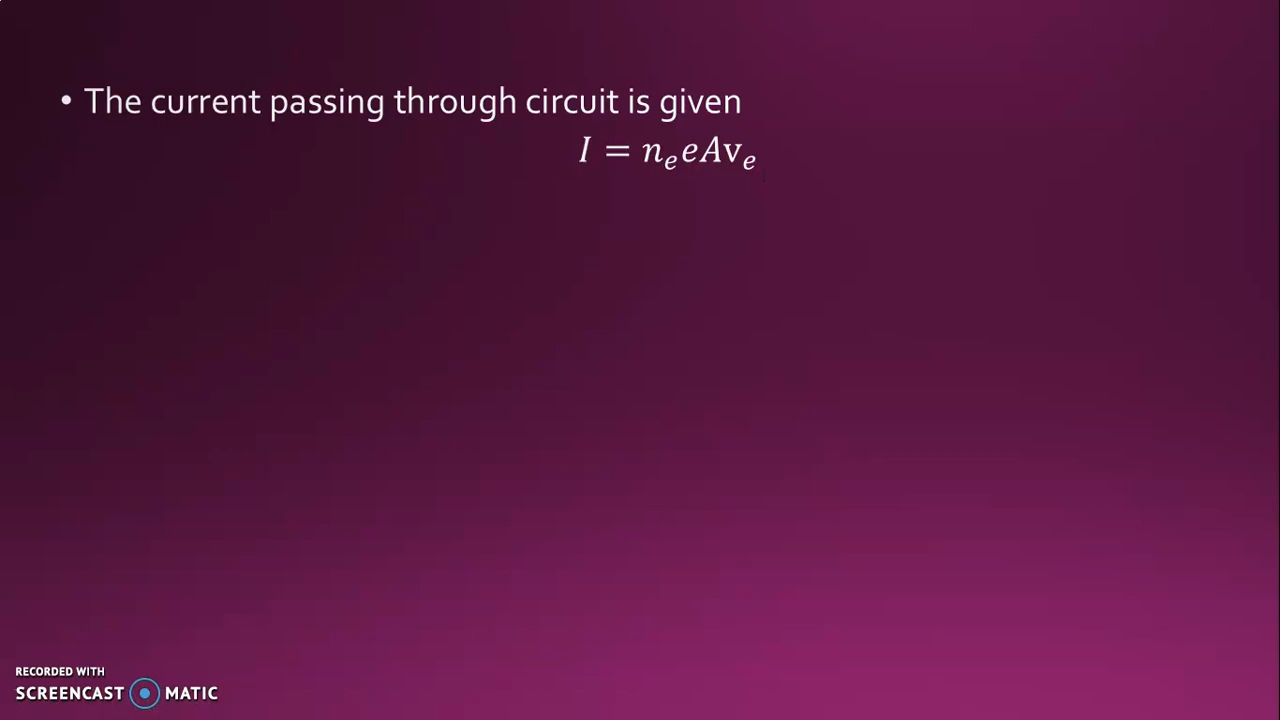 • The current passing through circuit is given
𝐼 = 𝑛ₑ𝑒𝐴vₑ
RECORDED WITH
SCREENCAST MATIC